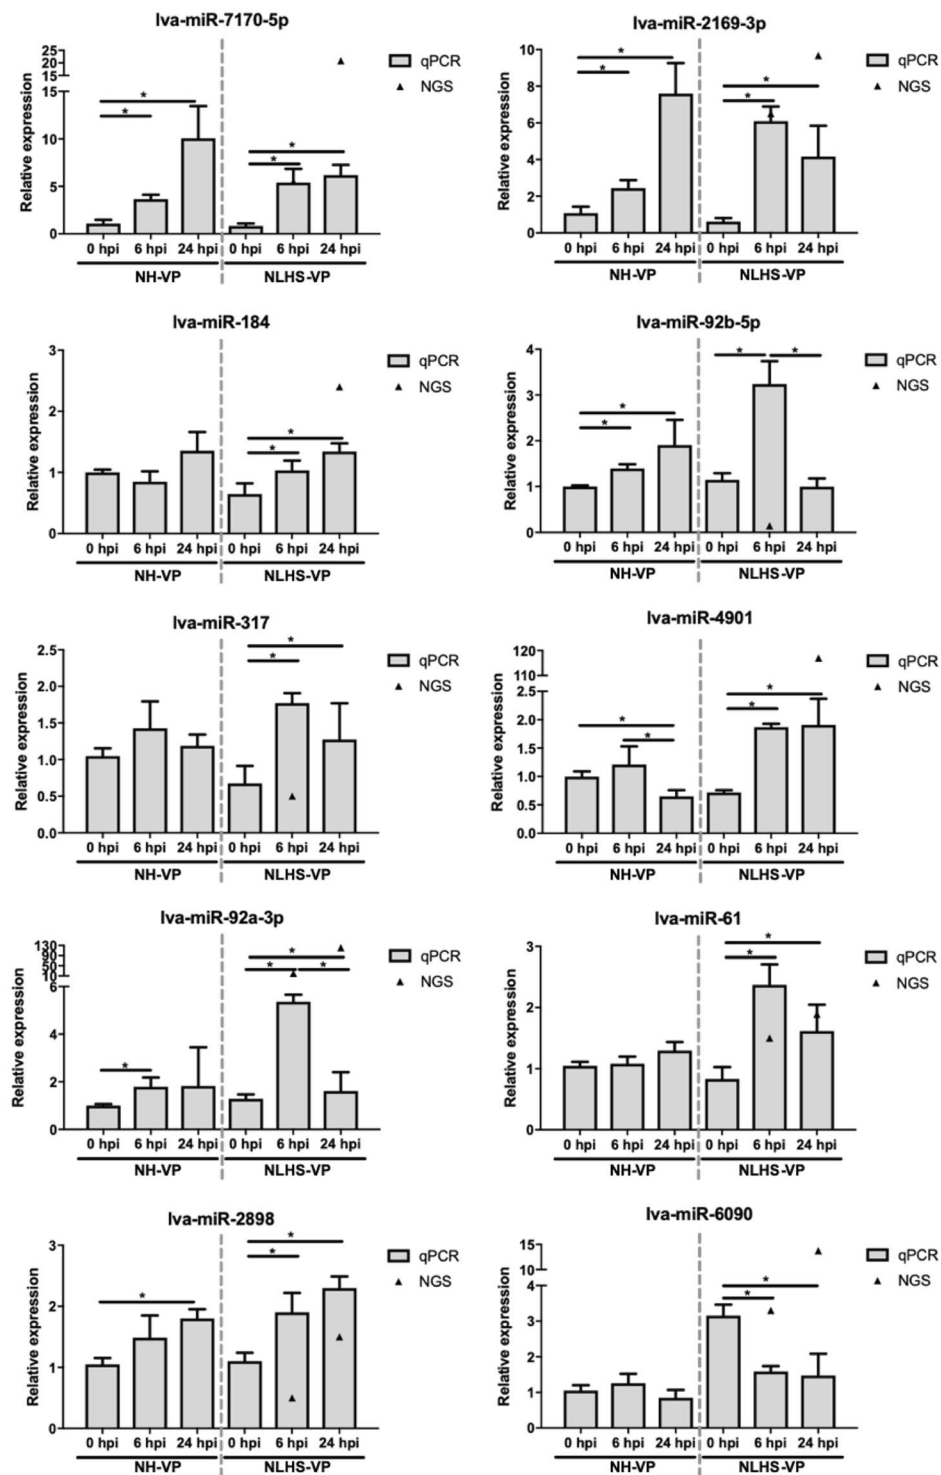 lva-miR-7170-5p
25
20
15
15
10
5
0
Relative expression
*
*
*
*
qPCR
NGS
0 hpi 6 hpi 24 hpi 0 hpi 6 hpi 24 hpi
NH-VP NLHS-VP
lva-miR-2169-3p
10
8
6
4
2
0
Relative expression
*
*
*
*
qPCR
NGS
0 hpi 6 hpi 24 hpi 0 hpi 6 hpi 24 hpi
NH-VP NLHS-VP
lva-miR-184
3
2
1
0
Relative expression
*
*
qPCR
NGS
0 hpi 6 hpi 24 hpi 0 hpi 6 hpi 24 hpi
NH-VP NLHS-VP
lva-miR-92b-5p
4
3
2
1
0
Relative expression
*
*
* *
qPCR
NGS
0 hpi 6 hpi 24 hpi 0 hpi 6 hpi 24 hpi
NH-VP NLHS-VP
lva-miR-317
2.5
2.0
1.5
1.0
0.5
0.0
Relative expression
*
*
qPCR
NGS
0 hpi 6 hpi 24 hpi 0 hpi 6 hpi 24 hpi
NH-VP NLHS-VP
lva-miR-4901
120
110
2.5
2.0
1.5
1.0
0.5
0.0
Relative expression
*
*
*
*
qPCR
NGS
0 hpi 6 hpi 24 hpi 0 hpi 6 hpi 24 hpi
NH-VP NLHS-VP
lva-miR-92a-3p
130
90
50
10
6
4
2
0
Relative expression
*
*
* *
qPCR
NGS
0 hpi 6 hpi 24 hpi 0 hpi 6 hpi 24 hpi
NH-VP NLHS-VP
lva-miR-61
3
2
1
0
Relative expression
*
*
qPCR
NGS
0 hpi 6 hpi 24 hpi 0 hpi 6 hpi 24 hpi
NH-VP NLHS-VP
lva-miR-2898
3
2
1
0
Relative expression
*
*
*
qPCR
NGS
0 hpi 6 hpi 24 hpi 0 hpi 6 hpi 24 hpi
NH-VP NLHS-VP
lva-miR-6090
15
10
4
3
2
1
0
Relative expression
*
*
qPCR
NGS
0 hpi 6 hpi 24 hpi 0 hpi 6 hpi 24 hpi
NH-VP NLHS-VP